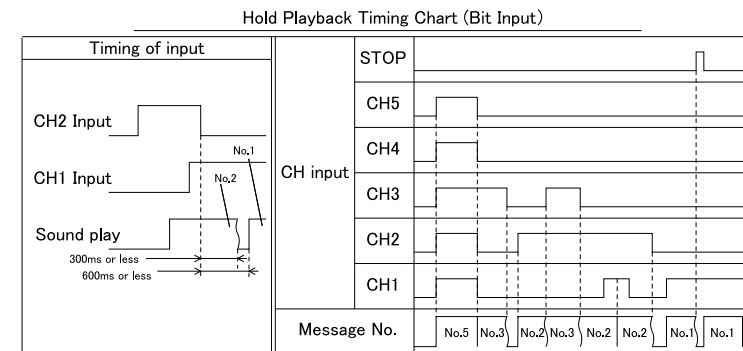 Hold Playback Timing Chart (Bit Input)
Timing of input
CH2 Input
No.1
CH1 Input
No.2
Sound play
300ms or less
600ms or less
CH input
STOP
CH5
CH4
CH3
CH2
CH1
Message No.
No.5 No.3 No.2 No.3 No.2 No.2 No.1 No.1